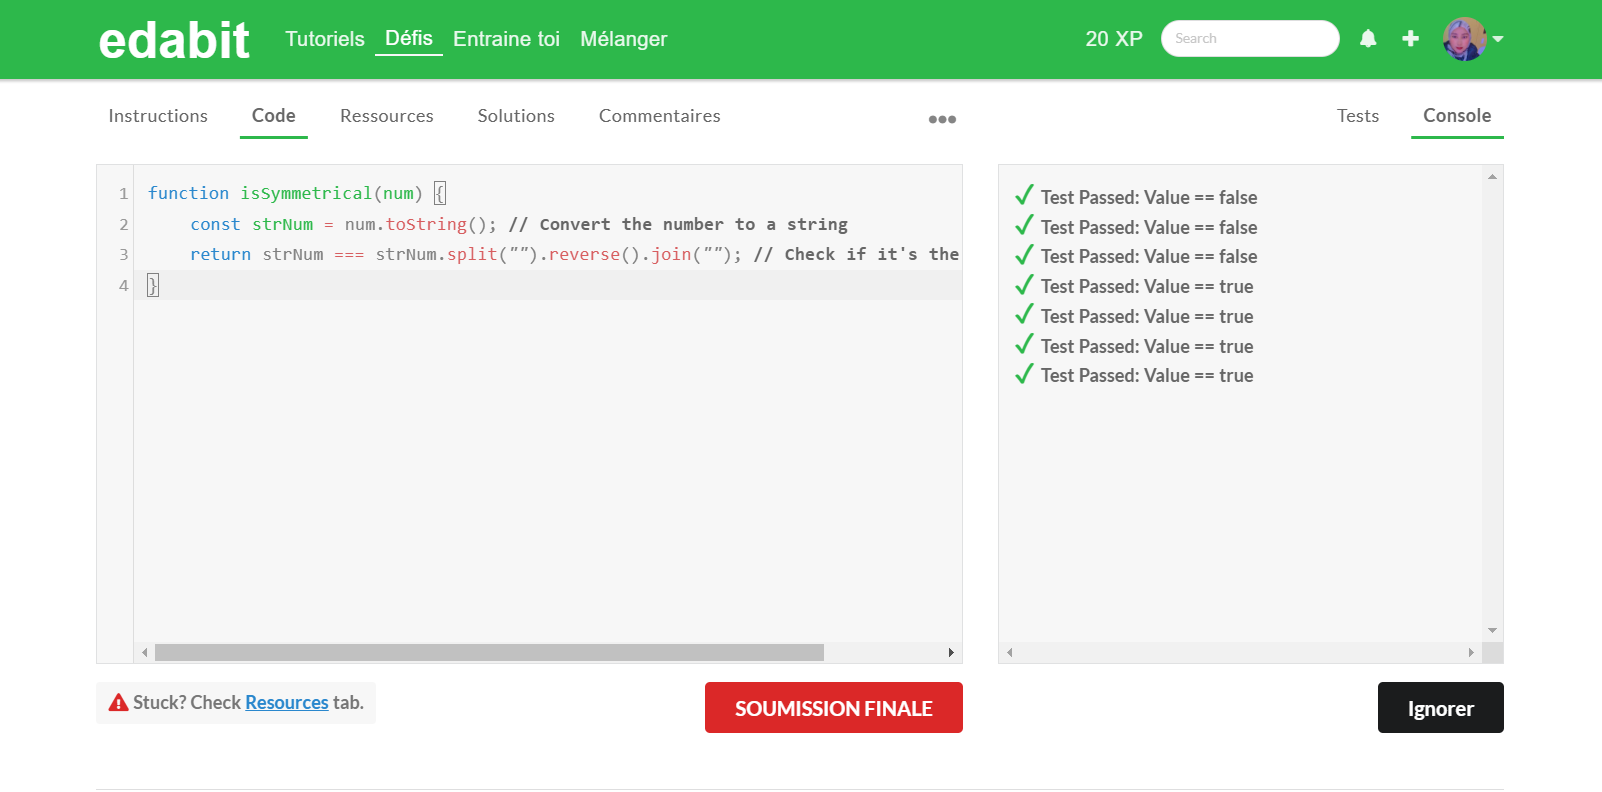 edabit Tutoriels Défis Entraine toi Mélanger 20 XP Search
Instructions Code Ressources Solutions Commentaires ••• Tests Console
1 function isSymmetrical(num) {
2 const strNum = num.toString(); // Convert the number to a string
3 return strNum === strNum.split("").reverse().join(""); // Check if it's the
4 }
Test Passed: Value == false
Test Passed: Value == false
Test Passed: Value == false
Test Passed: Value == true
Test Passed: Value == true
Test Passed: Value == true
Test Passed: Value == true
Stuck? Check Resources tab.
SOUMISSION FINALE
Ignorer